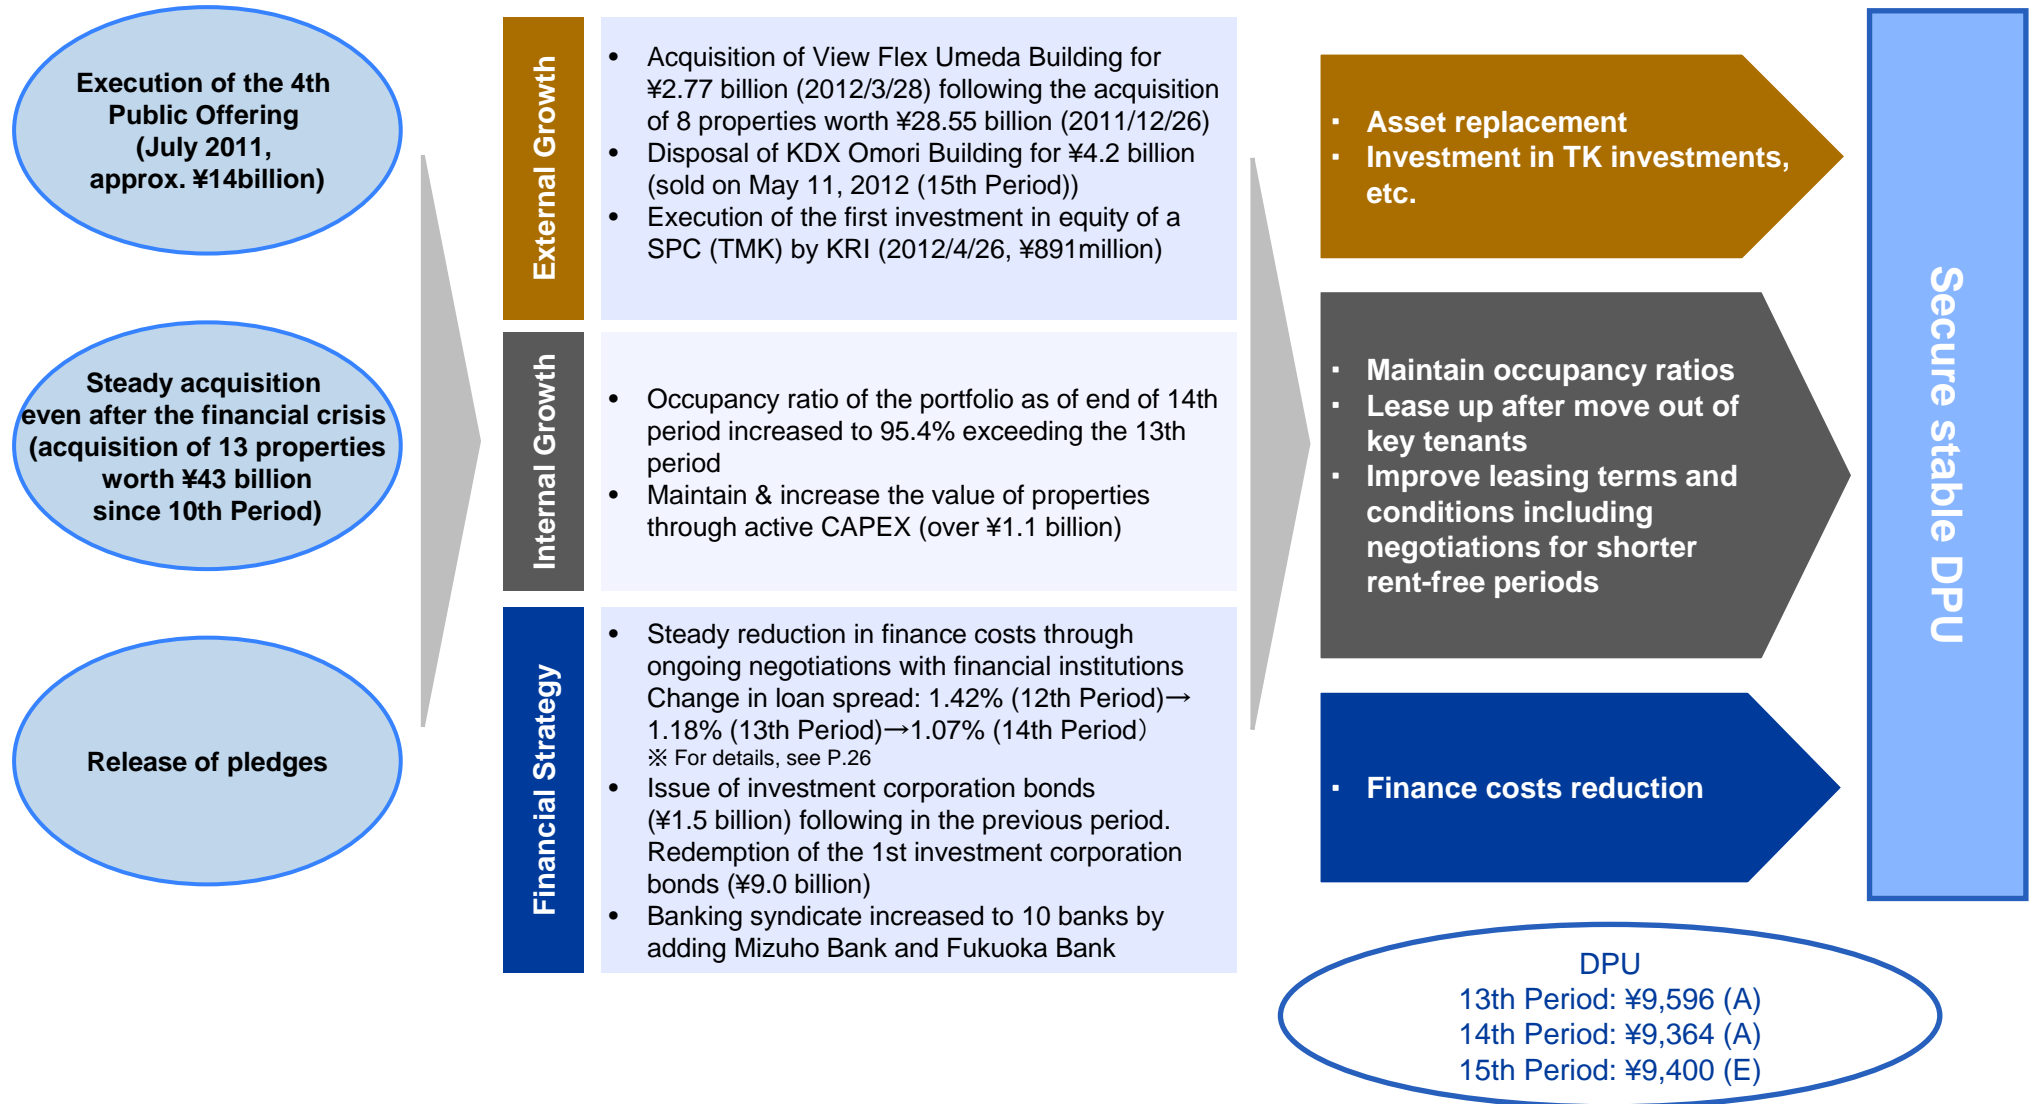 Execution of the 4th
Public Offering
(July 2011,
approx. ¥14billion)
Steady acquisition
even after the financial crisis
(acquisition of 13 properties
worth ¥43 billion
since 10th Period)
Release of pledges
External Growth
• Acquisition of View Flex Umeda Building for
¥2.77 billion (2012/3/28) following the acquisition
of 8 properties worth ¥28.55 billion (2011/12/26)
• Disposal of KDX Omori Building for ¥4.2 billion
(sold on May 11, 2012 (15th Period))
• Execution of the first investment in equity of a
SPC (TMK) by KRI (2012/4/26, ¥891million)
Internal Growth
• Occupancy ratio of the portfolio as of end of 14th
period increased to 95.4% exceeding the 13th
period
• Maintain & increase the value of properties
through active CAPEX (over ¥1.1 billion)
Financial Strategy
• Steady reduction in finance costs through
ongoing negotiations with financial institutions
Change in loan spread: 1.42% (12th Period)→
1.18% (13th Period)→1.07% (14th Period）
※ For details, see P.26
• Issue of investment corporation bonds
(¥1.5 billion) following in the previous period.
Redemption of the 1st investment corporation
bonds (¥9.0 billion)
• Banking syndicate increased to 10 banks by
adding Mizuho Bank and Fukuoka Bank
· Asset replacement
· Investment in TK investments,
etc.
· Maintain occupancy ratios
· Lease up after move out of
key tenants
· Improve leasing terms and
conditions including
negotiations for shorter
rent-free periods
· Finance costs reduction
Secure stable DPU
DPU
13th Period: ¥9,596 (A)
14th Period: ¥9,364 (A)
15th Period: ¥9,400 (E)